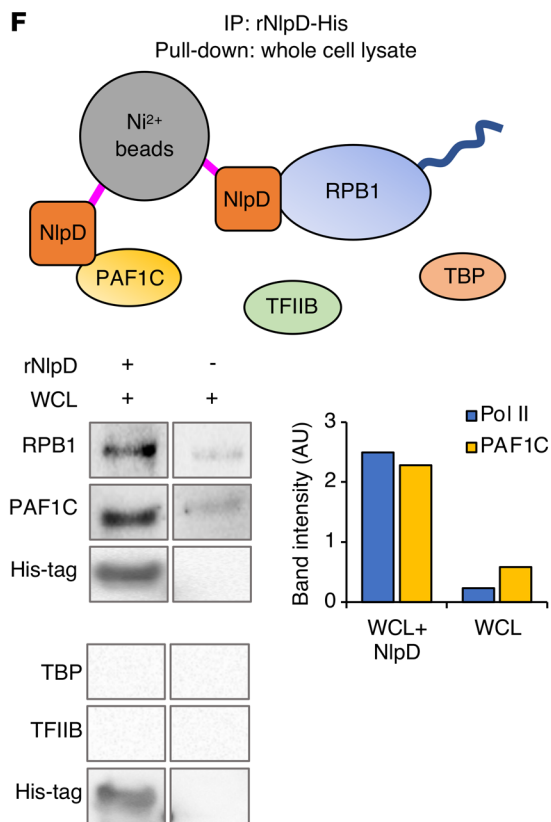 F
IP: rNlpD-His
Pull-down: whole cell lysate
Ni²⁺
beads
NlpD
RPB1
NlpD
PAF1C
TFIIB
TBP
rNlpD + -
WCL + +
RPB1
PAF1C
His-tag
TBP
TFIIB
His-tag
Band intensity (AU)
3
2
1
0
Pol II
PAF1C
WCL+
NlpD
WCL